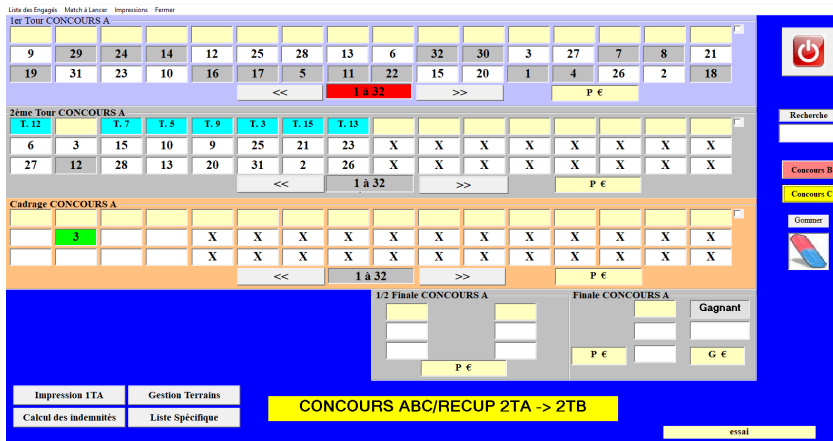 Liste des Engagés Match à Lancer Impressions Fermer
1er Tour CONCOURS A
9 29 24 14 12 25 28 13 6 32 30 3 27 7 8 21
19 31 23 10 16 17 5 11 22 15 20 1 4 26 2 18
<< 1 à 32 >> P €
2ème Tour CONCOURS A
T. 12 T. 7 T. 5 T. 9 T. 3 T. 15 T. 13
6 3 15 10 9 25 21 23 X X X X X X X X
27 12 28 13 20 31 2 26 X X X X X X X X
<< 1 à 32 >> P €
Cadrage CONCOURS A
3 X X X X X X X X X X X X
X X X X X X X X X X X X
<< 1 à 32 >> P €
Recherche
Concours B
Concours C
Gommer
1/2 Finale CONCOURS A
P €
Finale CONCOURS A
Gagnant
P € G €
Impression 1TA Gestion Terrains
Calcul des indemnités Liste Spécifique
CONCOURS ABC/RECUP 2TA -> 2TB
essai